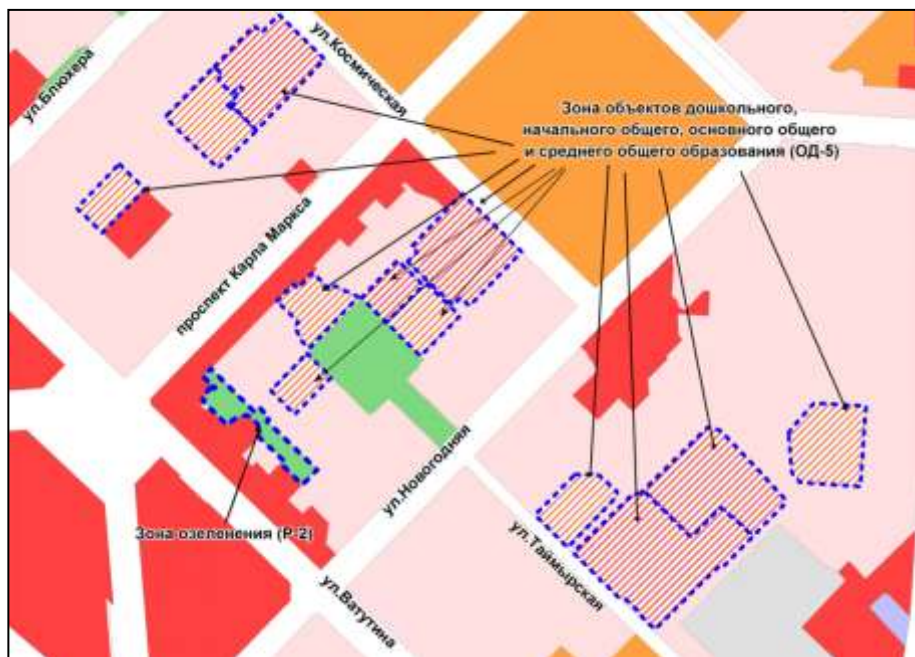 ул.Блюхера
ул.Космическая
Зона объектов дошкольного,
начального общего, основного общего
и среднего общего образования (ОД-5)
проспект Карла Маркса
ул.Новогодняя
Зона озеленения (Р-2)
ул.Таймырская
ул.Ватутина